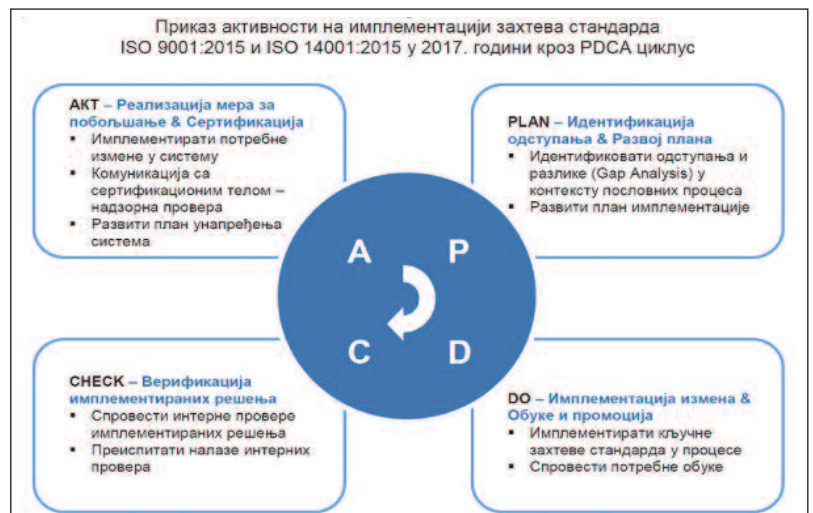 Приказ активности на имплементацији захтева стандарда
ISO 9001:2015 и ISO 14001:2015 у 2017. години кроз PDCA циклус
АКТ – Реализација мера за
побољшање & Сертификација
▪ Имплементирати потребне
измене у систему
▪ Комуникација са
сертификационим телом –
надзорна провера
▪ Развити план унапређења
система
PLAN – Идентификација
одступања & Развој плана
▪ Идентификовати одступања и
разлике (Gap Analysis) у
контексту пословних процеса
▪ Развити план имплементације
A P
C D
CHECK – Верификација
имплементираних решења
▪ Спровести интерне провере
имплементираних решења
▪ Преиспитати налазе интерних
провера
DO – Имплементација измена &
Обуке и промоција
▪ Имплементирати кључне
захтеве стандарда у процесе
▪ Спровести потребне обуке